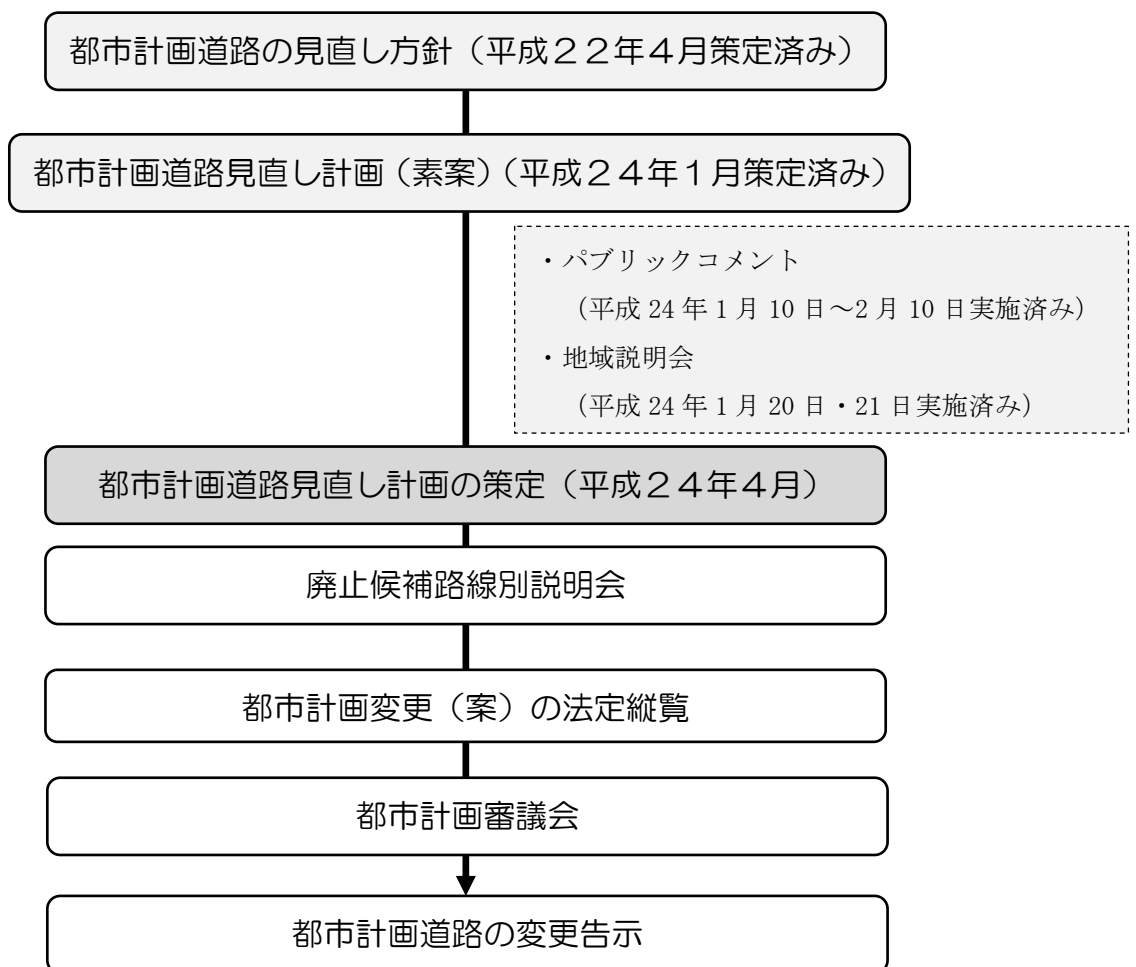 都市計画道路の見直し方針（平成２２年４月策定済み）
都市計画道路見直し計画（素案）（平成２４年１月策定済み）
・パブリックコメント
（平成 24 年 1 月 10 日～2 月 10 日実施済み）
・地域説明会
（平成 24 年 1 月 20 日・21 日実施済み）
都市計画道路見直し計画の策定（平成２４年４月）
廃止候補路線別説明会
都市計画変更（案）の法定縦覧
都市計画審議会
都市計画道路の変更告示